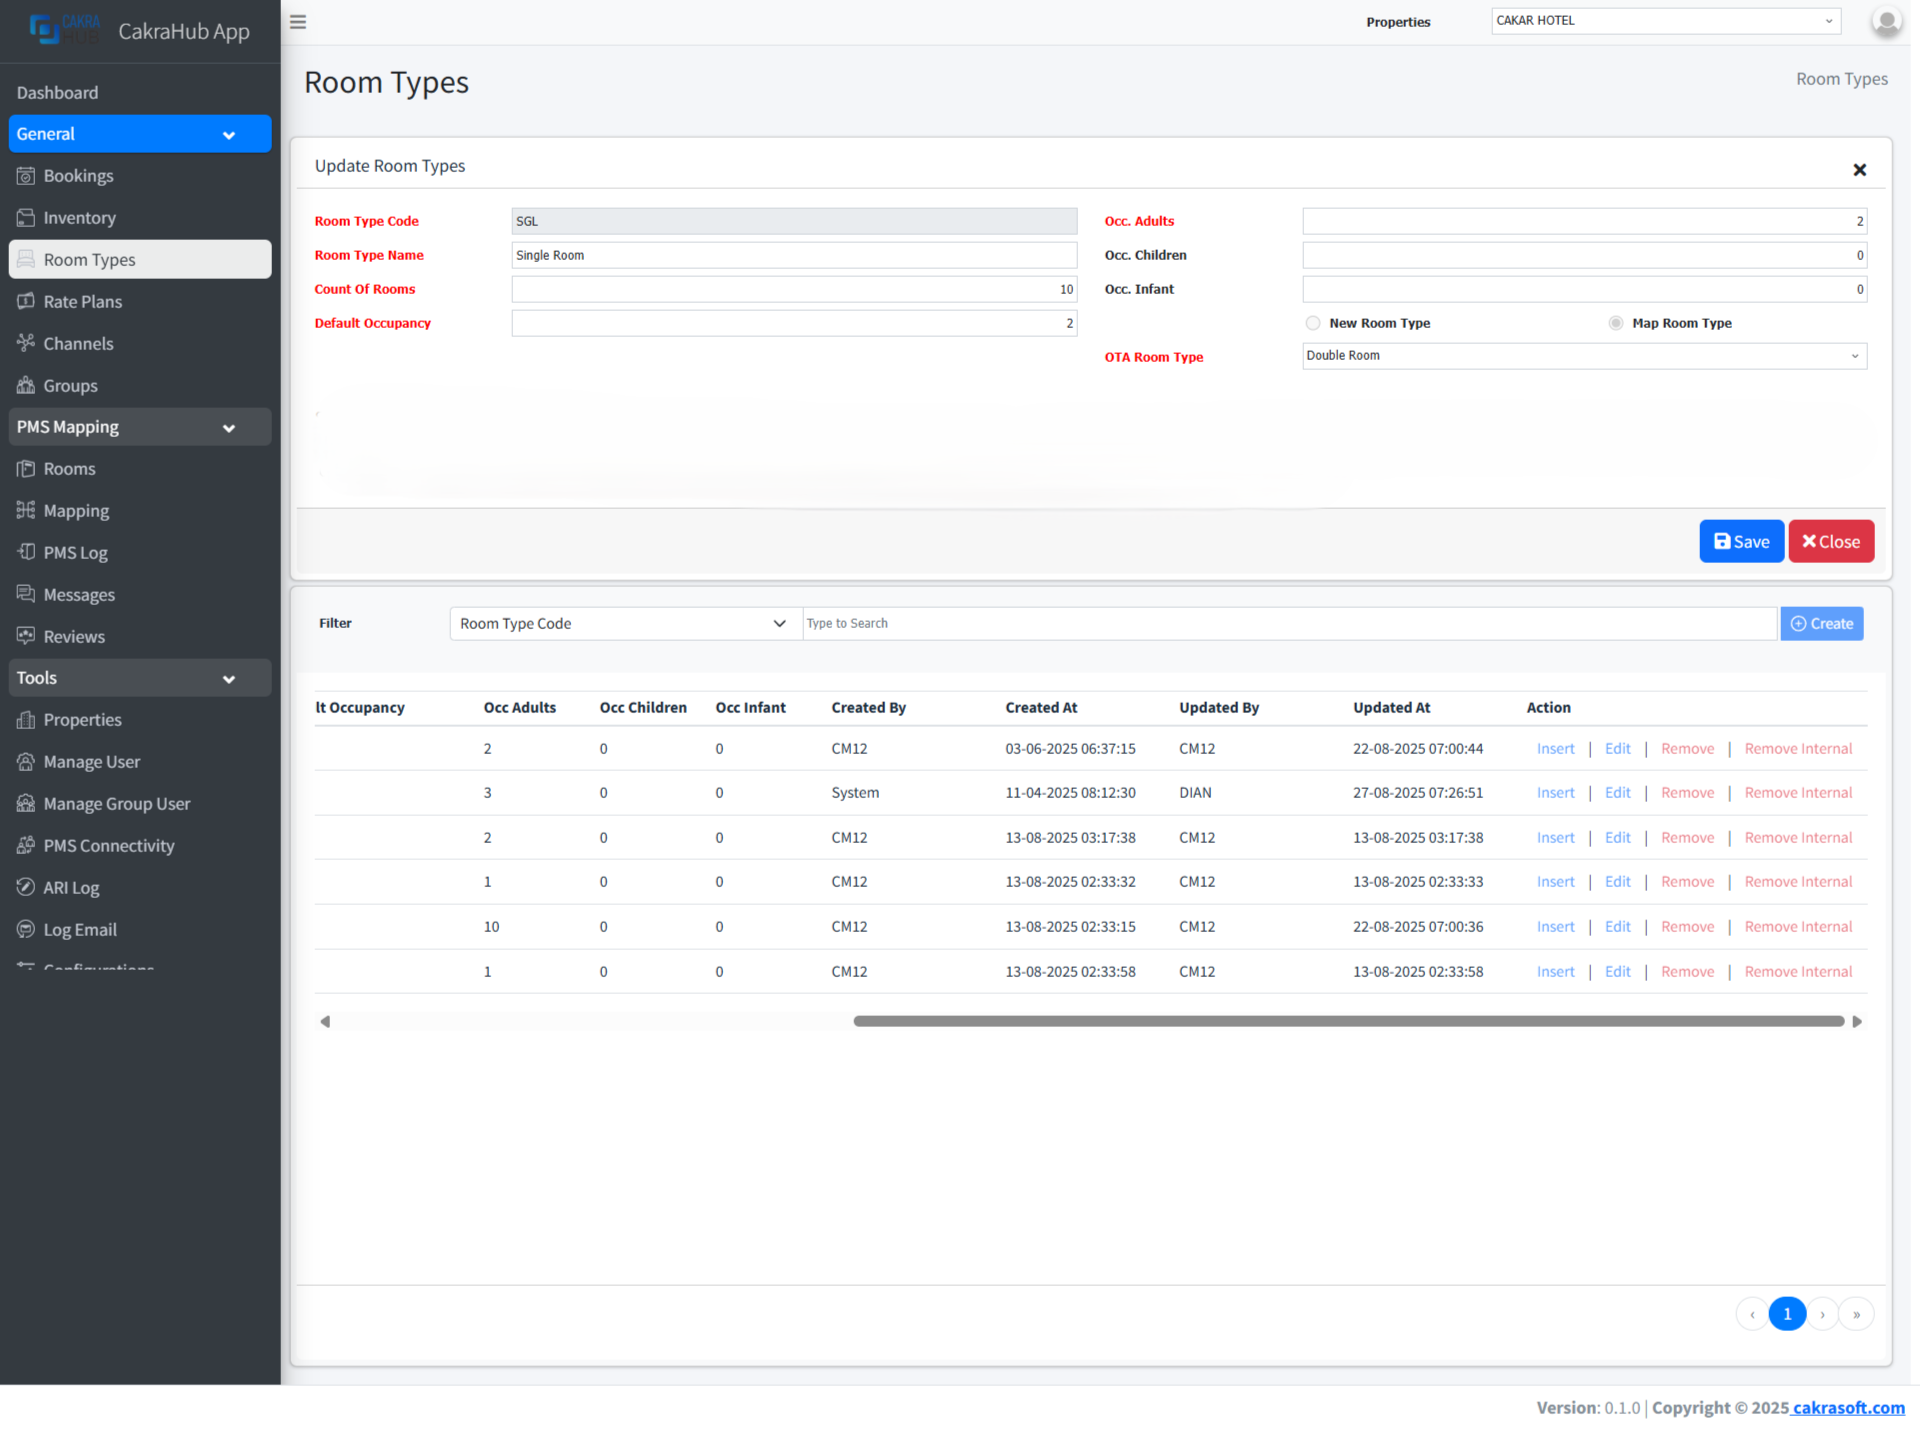 CAKRA
HUB
CakraHub App
Properties
CAKAR HOTEL
Dashboard
General
Bookings
Inventory
Room Types
Rate Plans
Channels
Groups
PMS Mapping
Rooms
Mapping
PMS Log
Messages
Reviews
Tools
Properties
Manage User
Manage Group User
PMS Connectivity
ARI Log
Log Email
Configurations
Room Types
Room Types
Update Room Types
Room Type Code SGL
Occ. Adults 2
Room Type Name Single Room
Occ. Children 0
Count Of Rooms 10
Occ. Infant 0
Default Occupancy 2
New Room Type Map Room Type
OTA Room Type Double Room
Save Close
Filter Room Type Code Type to Search Create
lt Occupancy Occ Adults Occ Children Occ Infant Created By Created At Updated By Updated At Action
2 0 0 CM12 03-06-2025 06:37:15 CM12 22-08-2025 07:00:44 Insert | Edit | Remove | Remove Internal
3 0 0 System 11-04-2025 08:12:30 DIAN 27-08-2025 07:26:51 Insert | Edit | Remove | Remove Internal
2 0 0 CM12 13-08-2025 03:17:38 CM12 13-08-2025 03:17:38 Insert | Edit | Remove | Remove Internal
1 0 0 CM12 13-08-2025 02:33:32 CM12 13-08-2025 02:33:33 Insert | Edit | Remove | Remove Internal
10 0 0 CM12 13-08-2025 02:33:15 CM12 22-08-2025 07:00:36 Insert | Edit | Remove | Remove Internal
1 0 0 CM12 13-08-2025 02:33:58 CM12 13-08-2025 02:33:58 Insert | Edit | Remove | Remove Internal
‹ 1 › »
Version: 0.1.0 | Copyright © 2025 cakrasoft.com